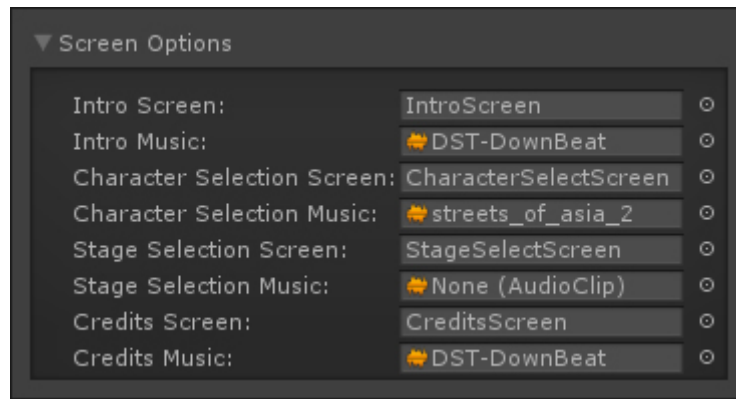 Screen Options
Intro Screen: IntroScreen
Intro Music: DST-DownBeat
Character Selection Screen: CharacterSelectScreen
Character Selection Music: streets_of_asia_2
Stage Selection Screen: StageSelectScreen
Stage Selection Music: None (AudioClip)
Credits Screen: CreditsScreen
Credits Music: DST-DownBeat